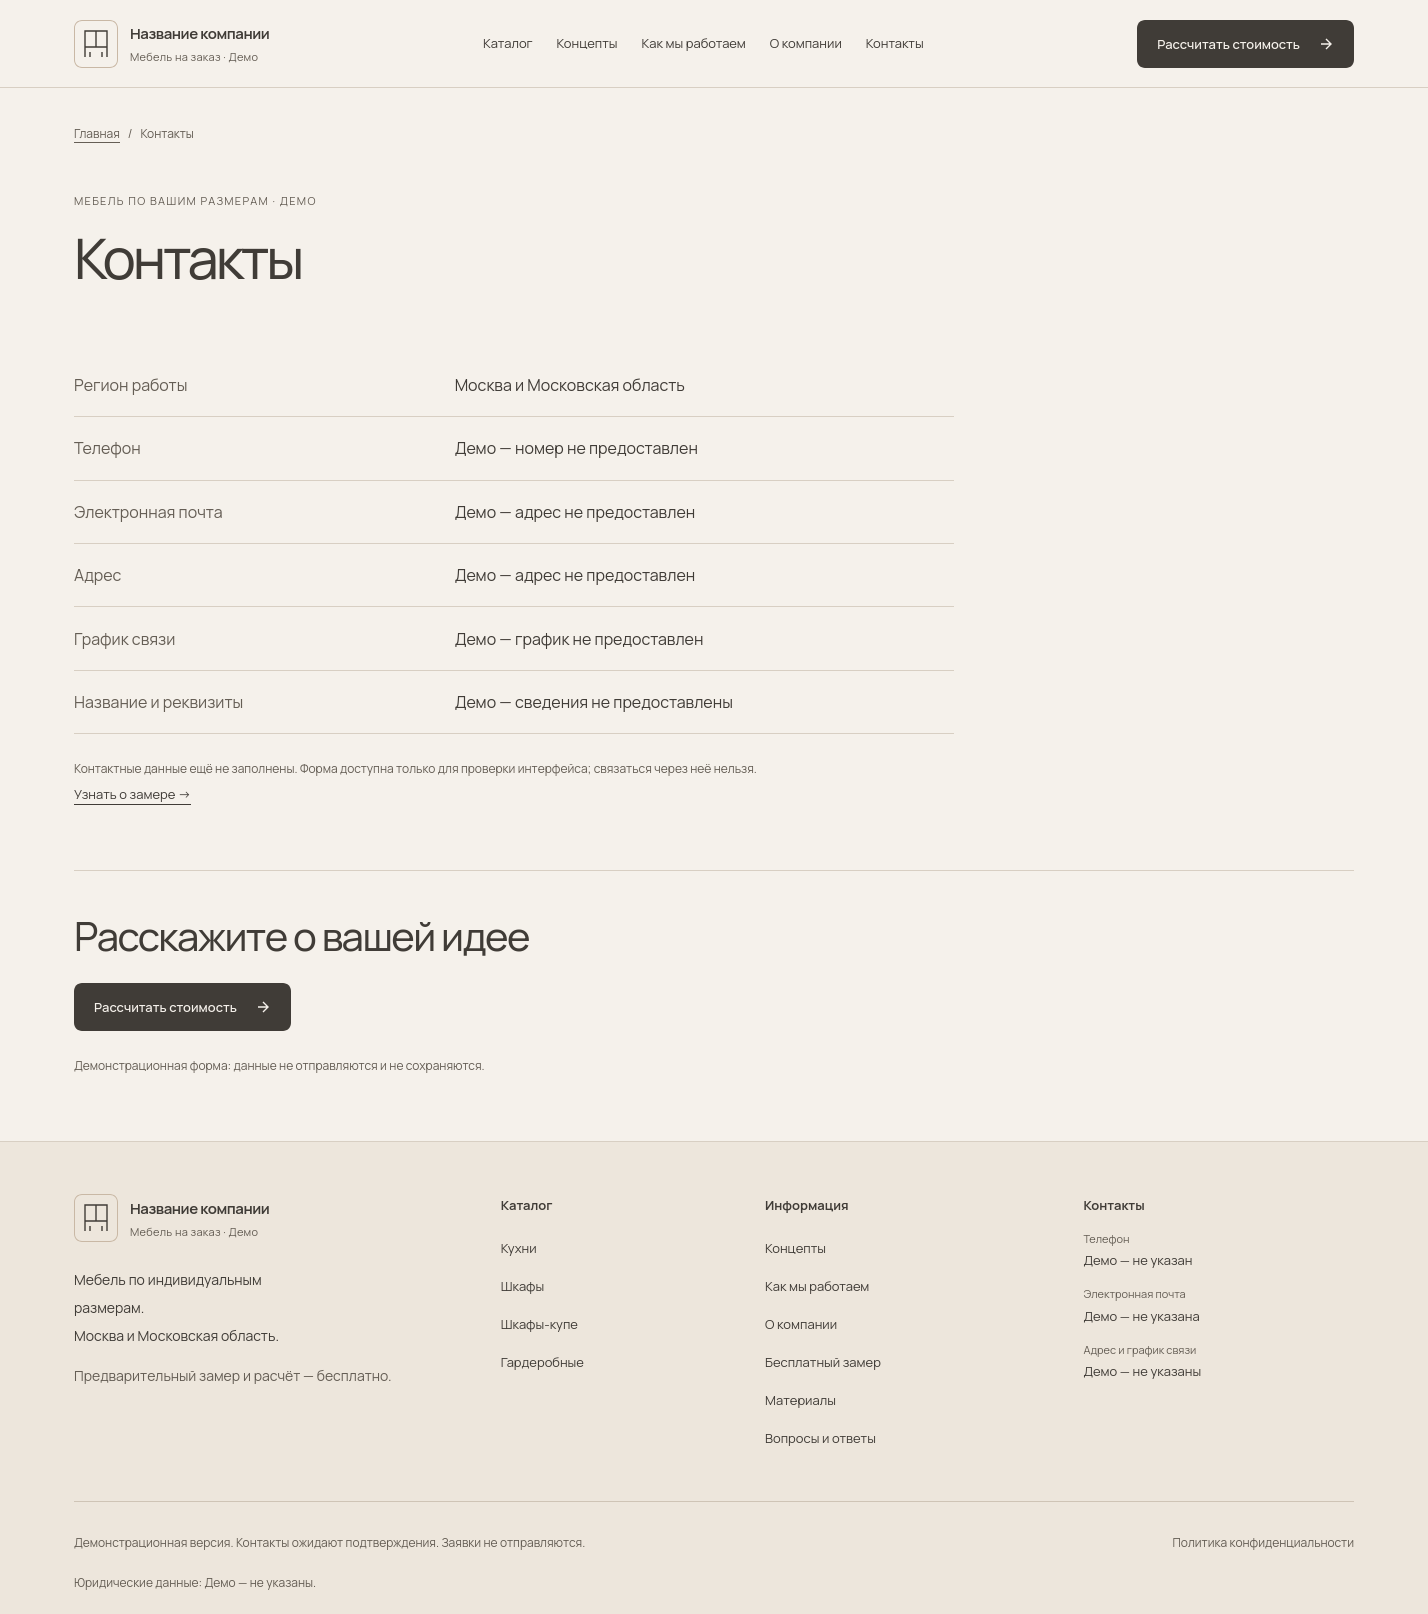 Название компании
Мебель на заказ · Демо
Каталог
Концепты
Как мы работаем
О компании
Контакты
Рассчитать стоимость →
Главная / Контакты
МЕБЕЛЬ ПО ВАШИМ РАЗМЕРАМ · ДЕМО
Контакты
Регион работы
Москва и Московская область
Телефон
Демо — номер не предоставлен
Электронная почта
Демо — адрес не предоставлен
Адрес
Демо — адрес не предоставлен
График связи
Демо — график не предоставлен
Название и реквизиты
Демо — сведения не предоставлены
Контактные данные ещё не заполнены. Форма доступна только для проверки интерфейса; связаться через неё нельзя.
Узнать о замере →
Расскажите о вашей идее
Рассчитать стоимость →
Демонстрационная форма: данные не отправляются и не сохраняются.
Название компании
Мебель на заказ · Демо
Мебель по индивидуальным
размерам.
Москва и Московская область.
Предварительный замер и расчёт — бесплатно.
Каталог
Кухни
Шкафы
Шкафы-купе
Гардеробные
Информация
Концепты
Как мы работаем
О компании
Бесплатный замер
Материалы
Вопросы и ответы
Контакты
Телефон
Демо — не указан
Электронная почта
Демо — не указана
Адрес и график связи
Демо — не указаны
Демонстрационная версия. Контакты ожидают подтверждения. Заявки не отправляются.
Политика конфиденциальности
Юридические данные: Демо — не указаны.